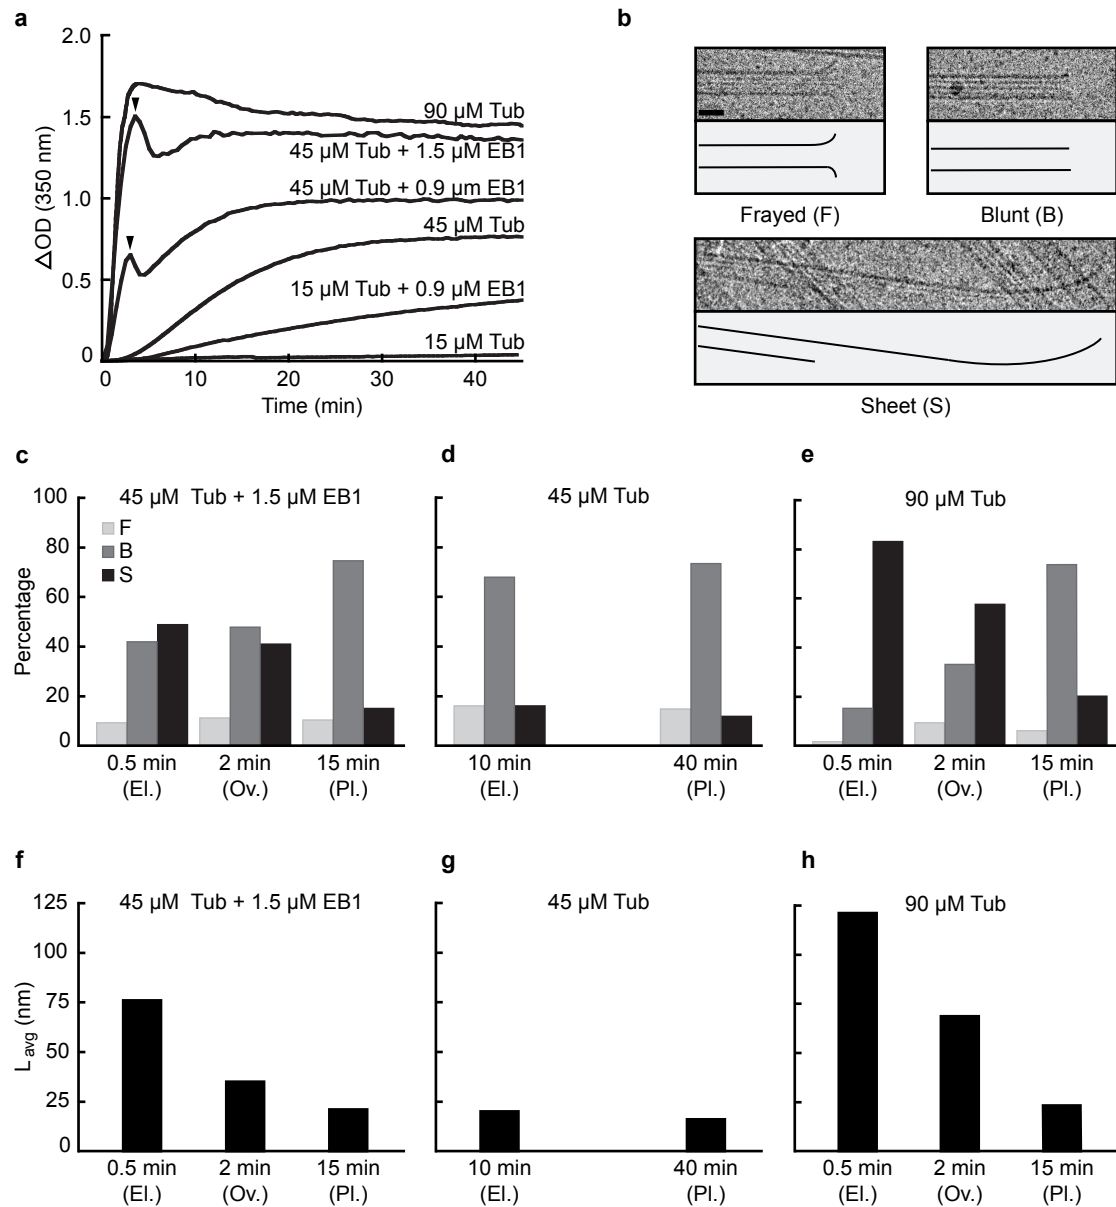 a
2.0
1.5
1.0
0.5
0
ΔOD (350 nm)
90 µM Tub
45 µM Tub + 1.5 µM EB1
45 µM Tub + 0.9 µm EB1
45 µM Tub
15 µM Tub + 0.9 µM EB1
15 µM Tub
0 10 20 30 40
Time (min)
b
Frayed (F)
Blunt (B)
Sheet (S)
c
45 µM Tub + 1.5 µM EB1
F
B
S
100
80
60
40
20
0
Percentage
0.5 min 2 min 15 min
(El.) (Ov.) (Pl.)
d
45 µM Tub
10 min 40 min
(El.) (Pl.)
e
90 µM Tub
0.5 min 2 min 15 min
(El.) (Ov.) (Pl.)
f
45 µM Tub + 1.5 µM EB1
125
100
75
50
25
0
Lavg (nm)
0.5 min 2 min 15 min
(El.) (Ov.) (Pl.)
g
45 µM Tub
10 min 40 min
(El.) (Pl.)
h
90 µM Tub
0.5 min 2 min 15 min
(El.) (Ov.) (Pl.)